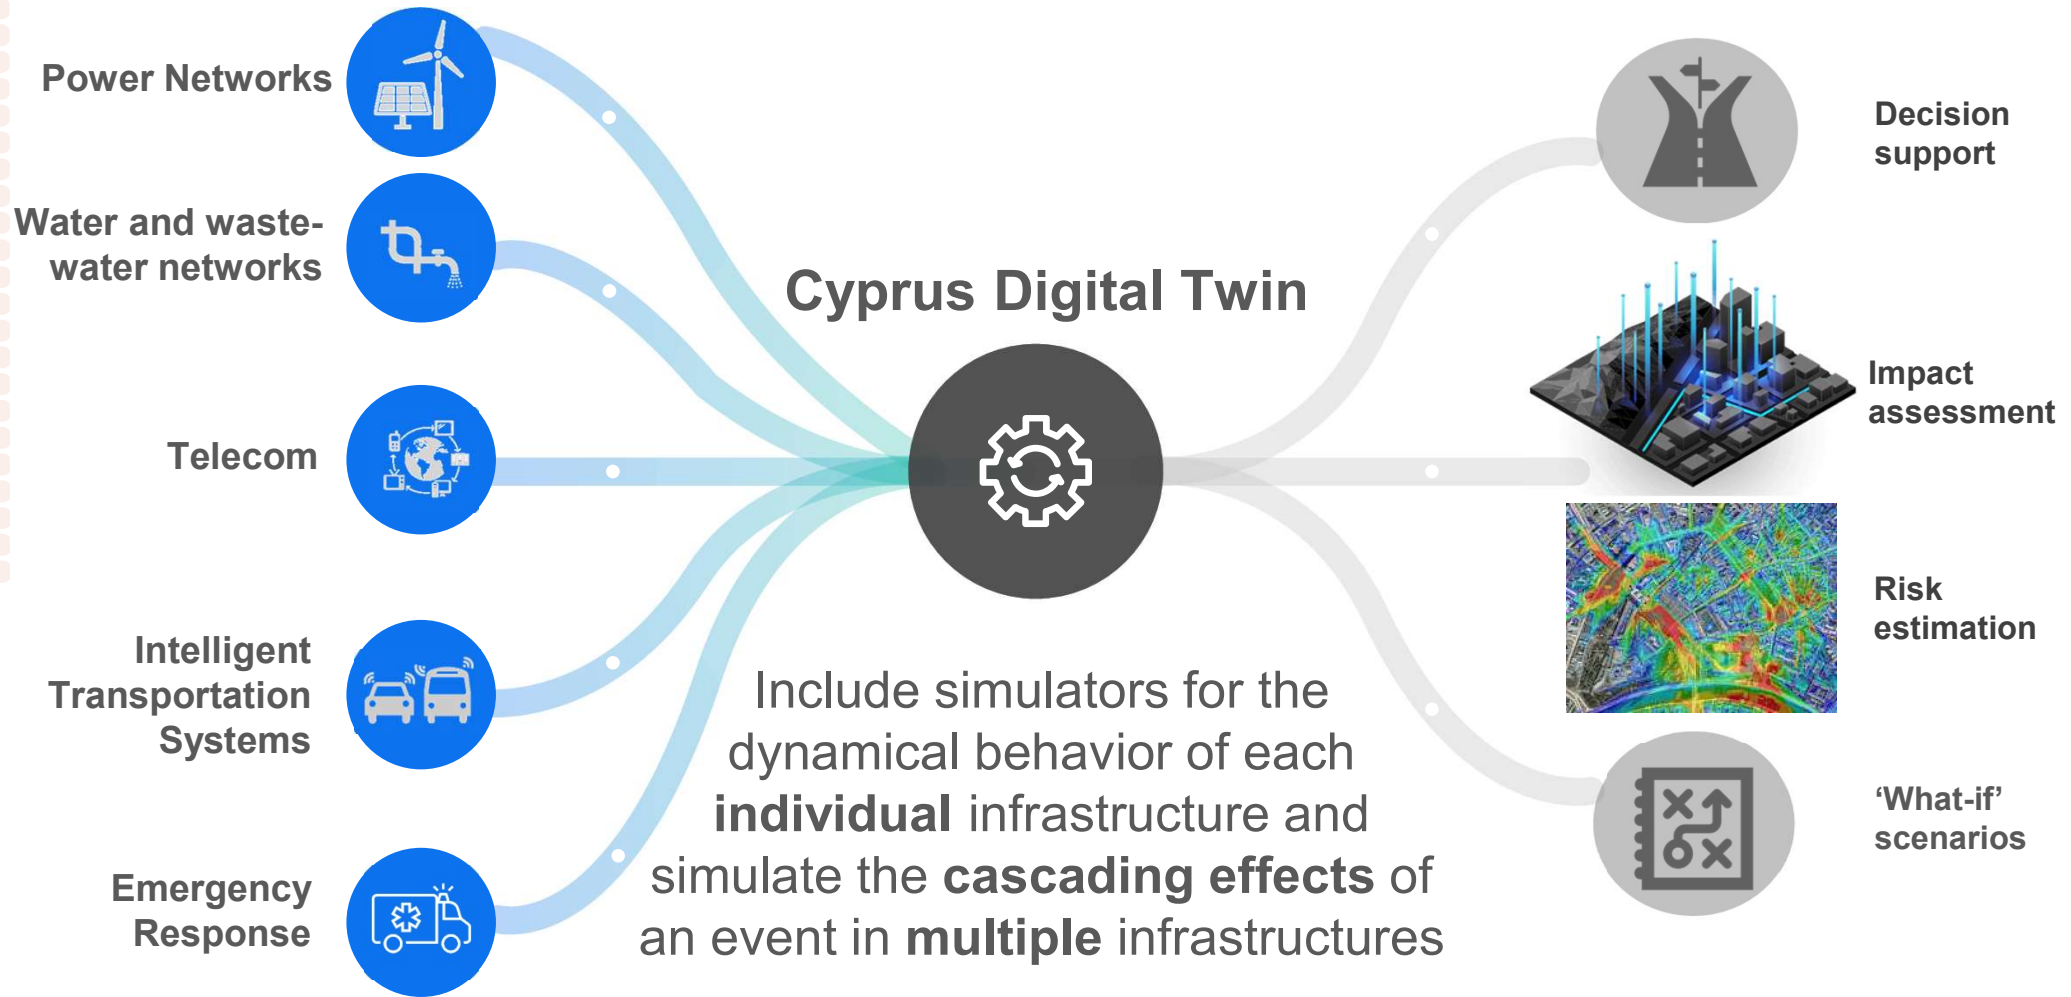 Power Networks
Water and waste-
water networks
Telecom
Intelligent
Transportation
Systems
Emergency
Response
Cyprus Digital Twin
Include simulators for the
dynamical behavior of each
individual infrastructure and
simulate the cascading effects of
an event in multiple infrastructures
Decision
support
Impact
assessment
Risk
estimation
‘What-if’
scenarios